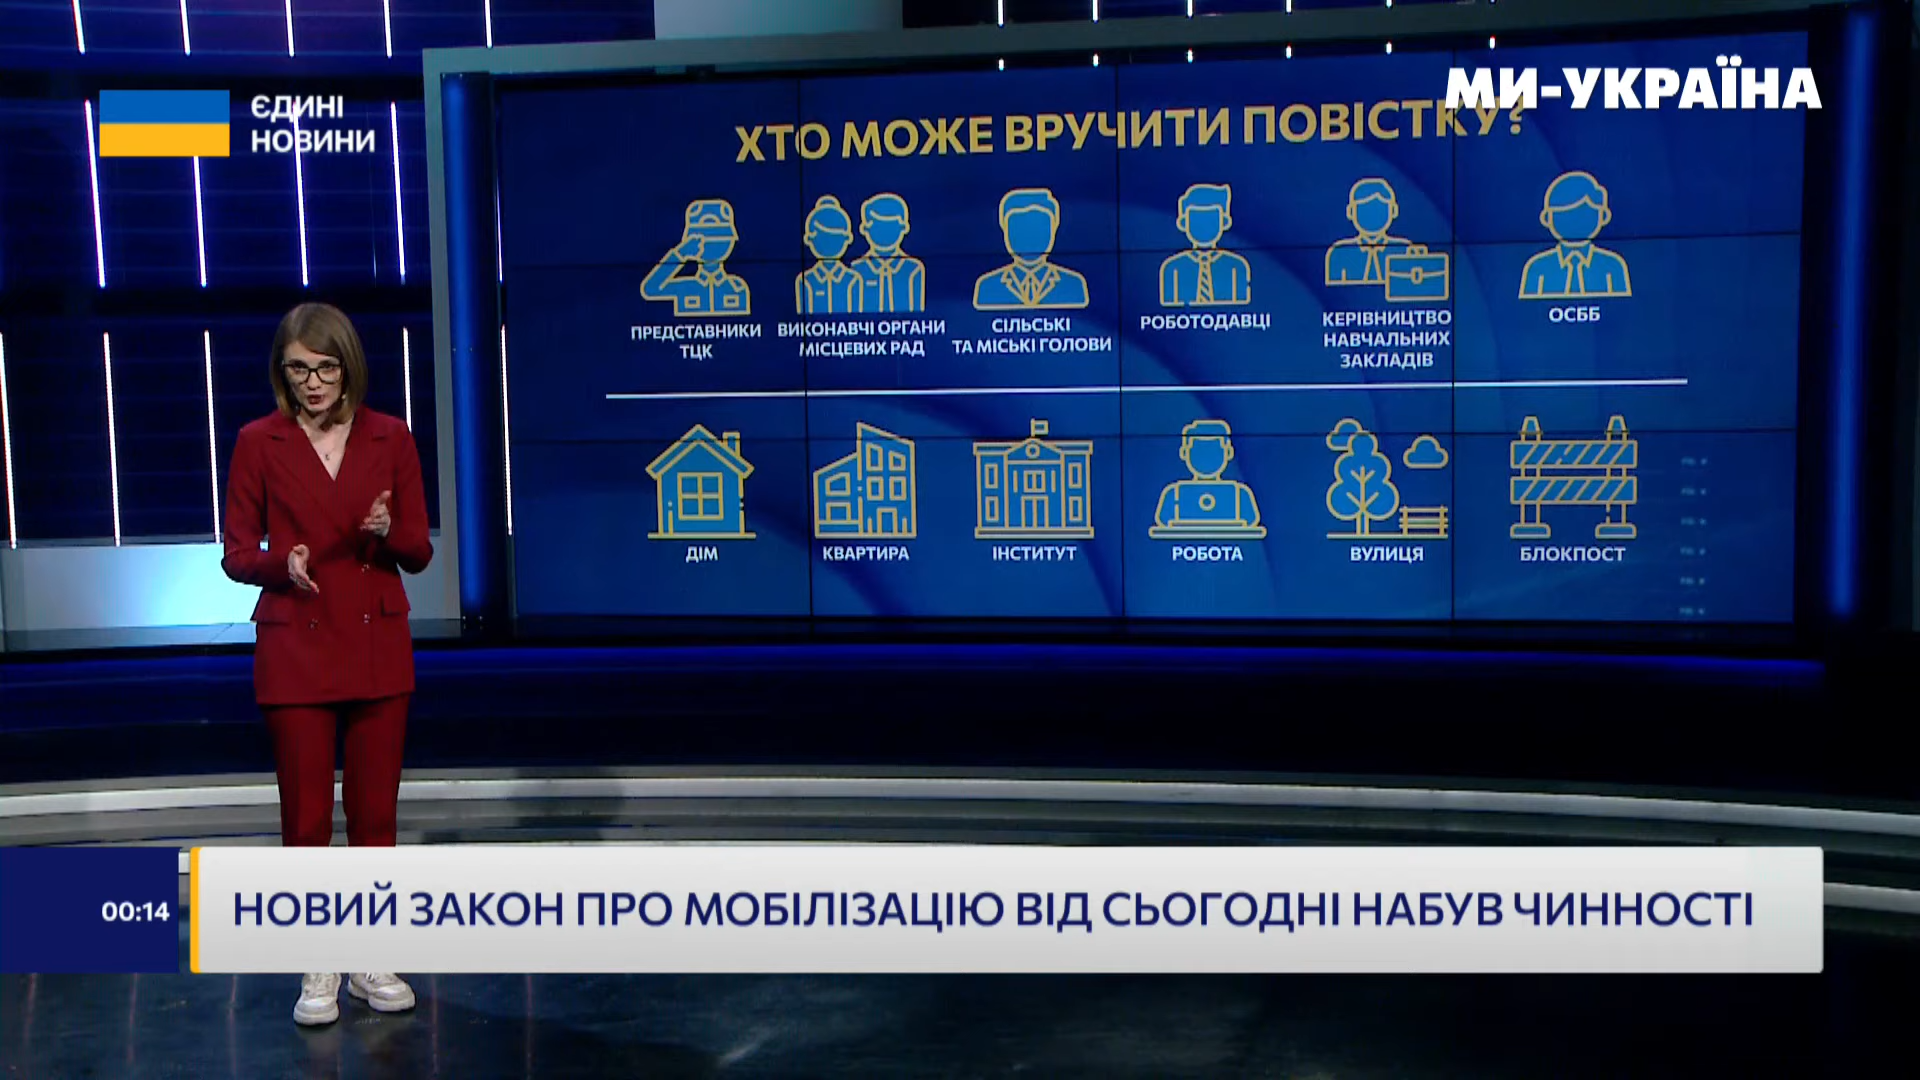 ЄДИНІ
НОВИНИ
МИ-УКРАЇНА
ХТО МОЖЕ ВРУЧИТИ ПОВІСТКУ?
ПРЕДСТАВНИКИ
ТЦК
ВИКОНАВЧІ ОРГАНИ
МІСЦЕВИХ РАД
СІЛЬСЬКІ
ТА МІСЬКІ ГОЛОВИ
РОБОТОДАВЦІ
КЕРІВНИЦТВО
НАВЧАЛЬНИХ
ЗАКЛАДІВ
ОСББ
ДІМ
КВАРТИРА
ІНСТИТУТ
РОБОТА
ВУЛИЦЯ
БЛОКПОСТ
00:14
НОВИЙ ЗАКОН ПРО МОБІЛІЗАЦІЮ ВІД СЬОГОДНІ НАБУВ ЧИННОСТІ